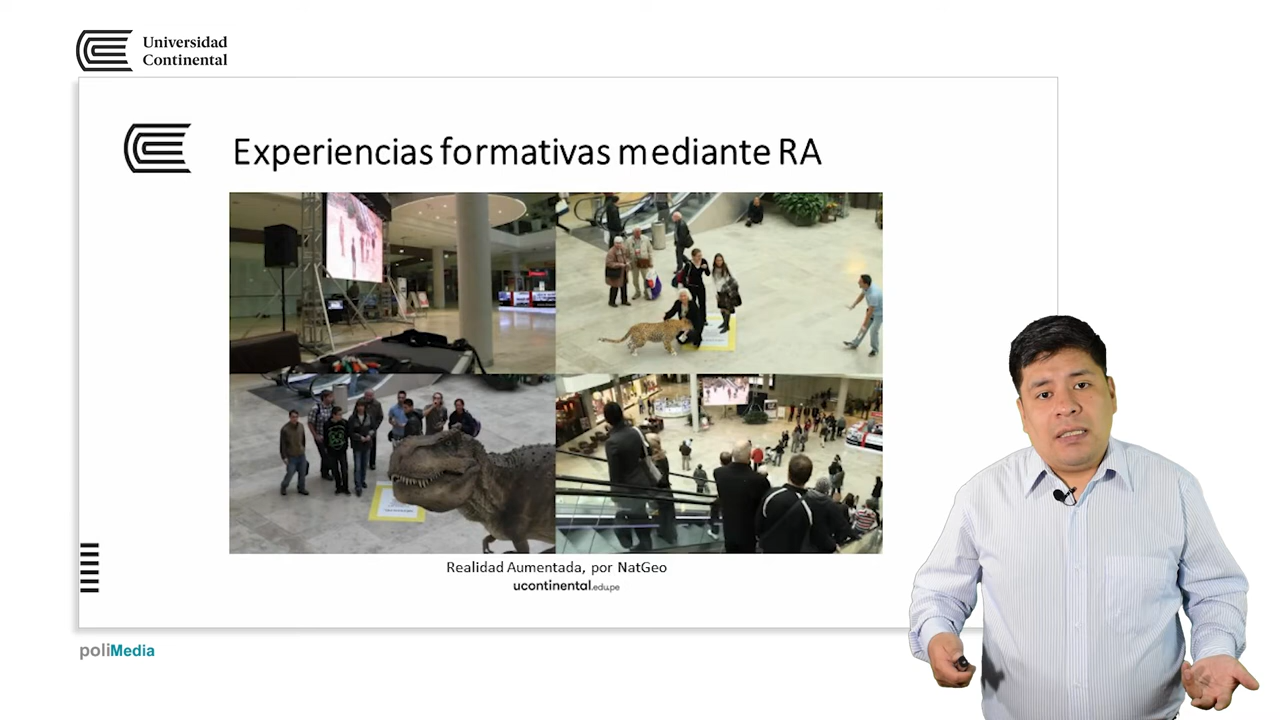 Universidad
Continental
Experiencias formativas mediante RA
Realidad Aumentada, por NatGeo
ucontinental.edu.pe
poliMedia